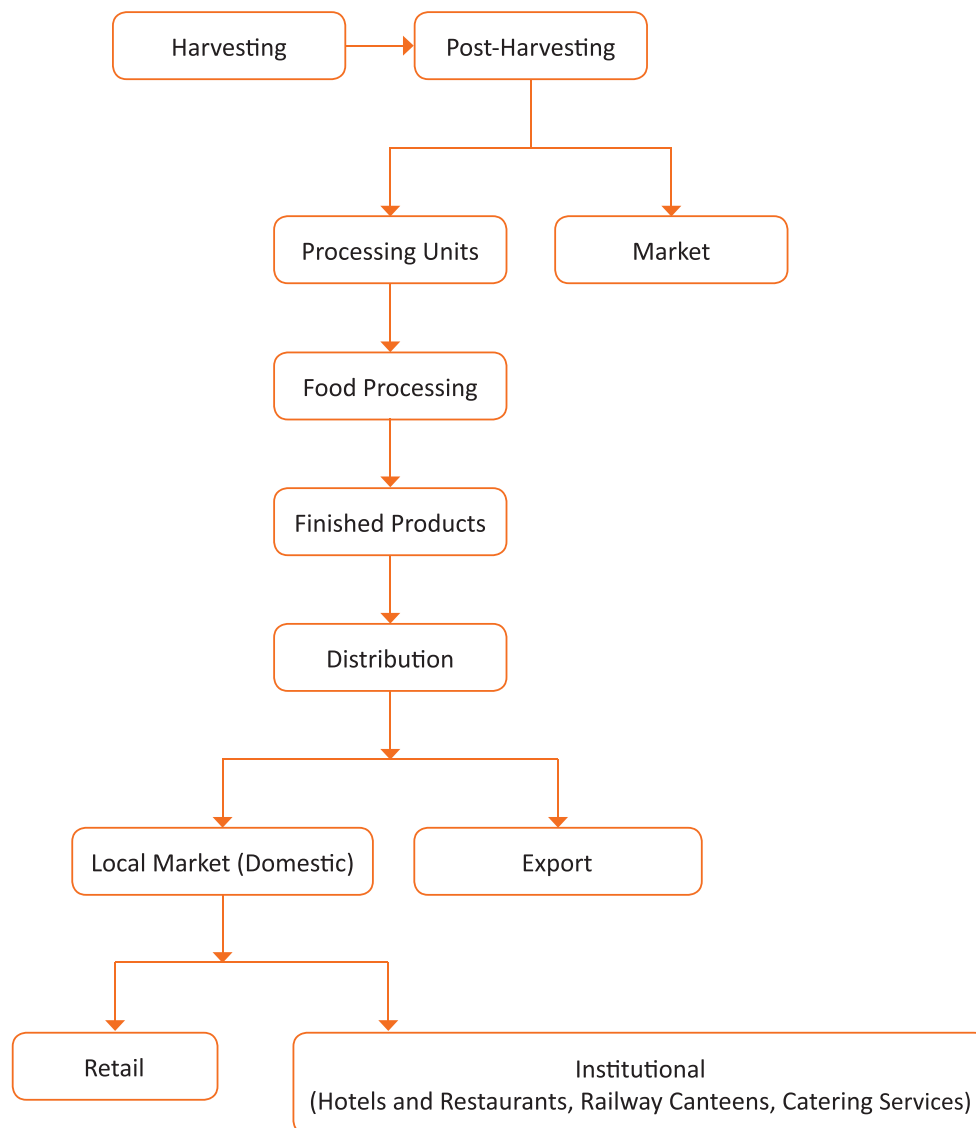 Harvesting
Post-Harvesting
Processing Units
Market
Food Processing
Finished Products
Distribution
Local Market (Domestic)
Export
Retail
Institutional
(Hotels and Restaurants, Railway Canteens, Catering Services)